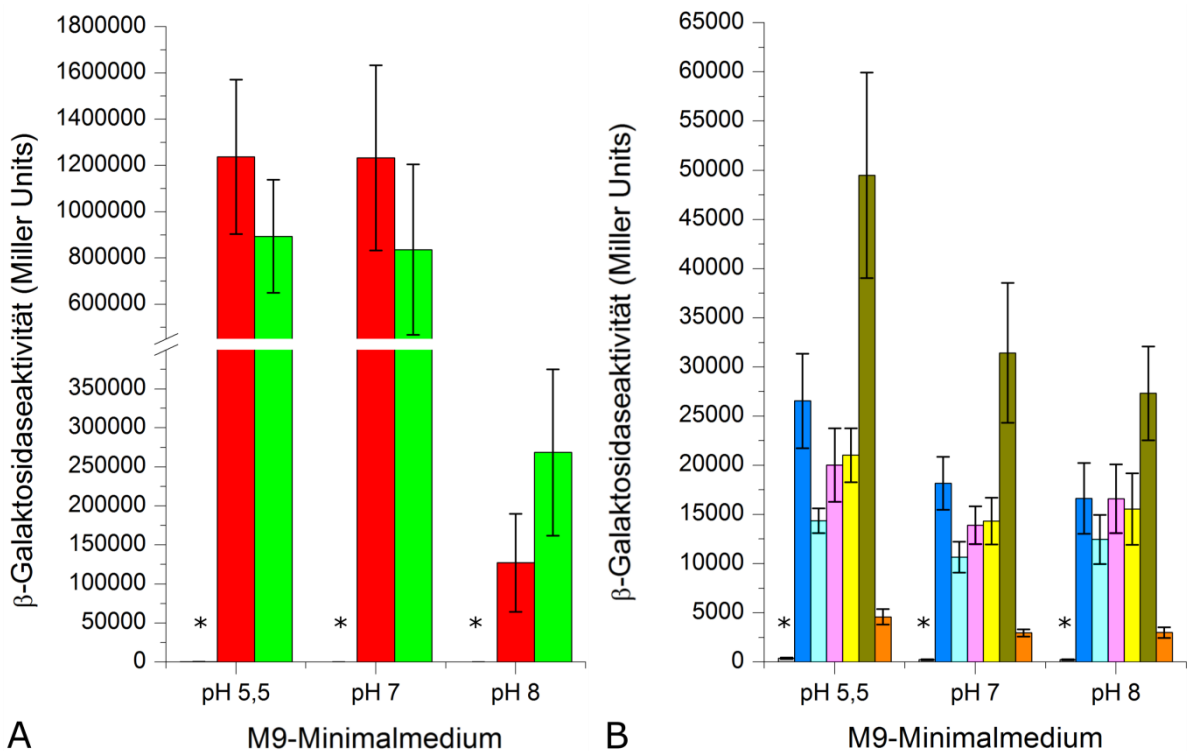 β-Galaktosidaseaktivität (Miller Units)
1800000
1600000
1400000
1200000
1000000
800000
600000
350000
300000
250000
200000
150000
100000
50000
0
* * *
pH 5,5 pH 7 pH 8
M9-Minimalmedium
A
β-Galaktosidaseaktivität (Miller Units)
65000
60000
55000
50000
45000
40000
35000
30000
25000
20000
15000
10000
5000
0
* * *
pH 5,5 pH 7 pH 8
M9-Minimalmedium
B